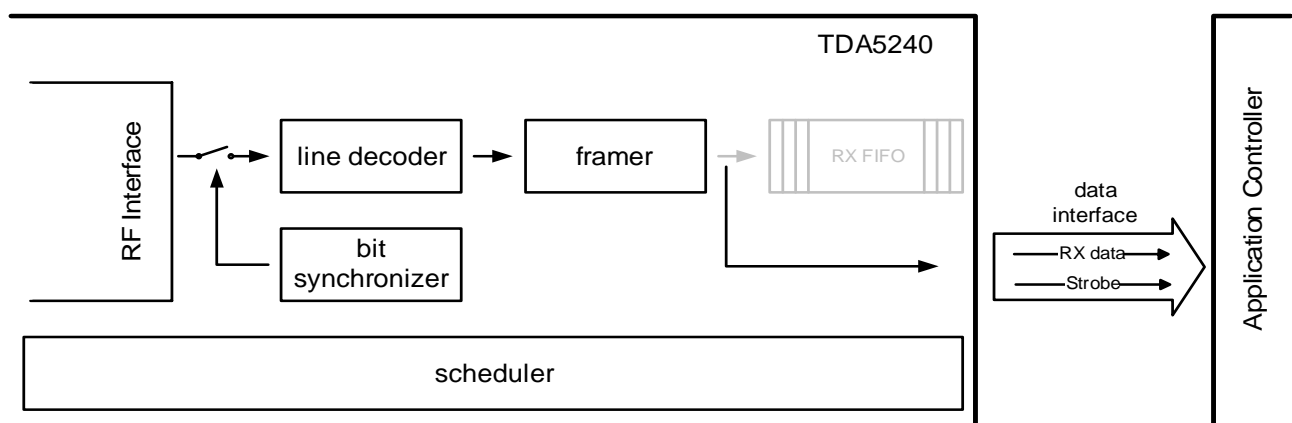 TDA5240
RF Interface
line decoder
framer
RX FIFO
bit
synchronizer
scheduler
data
interface
RX data
Strobe
Application Controller